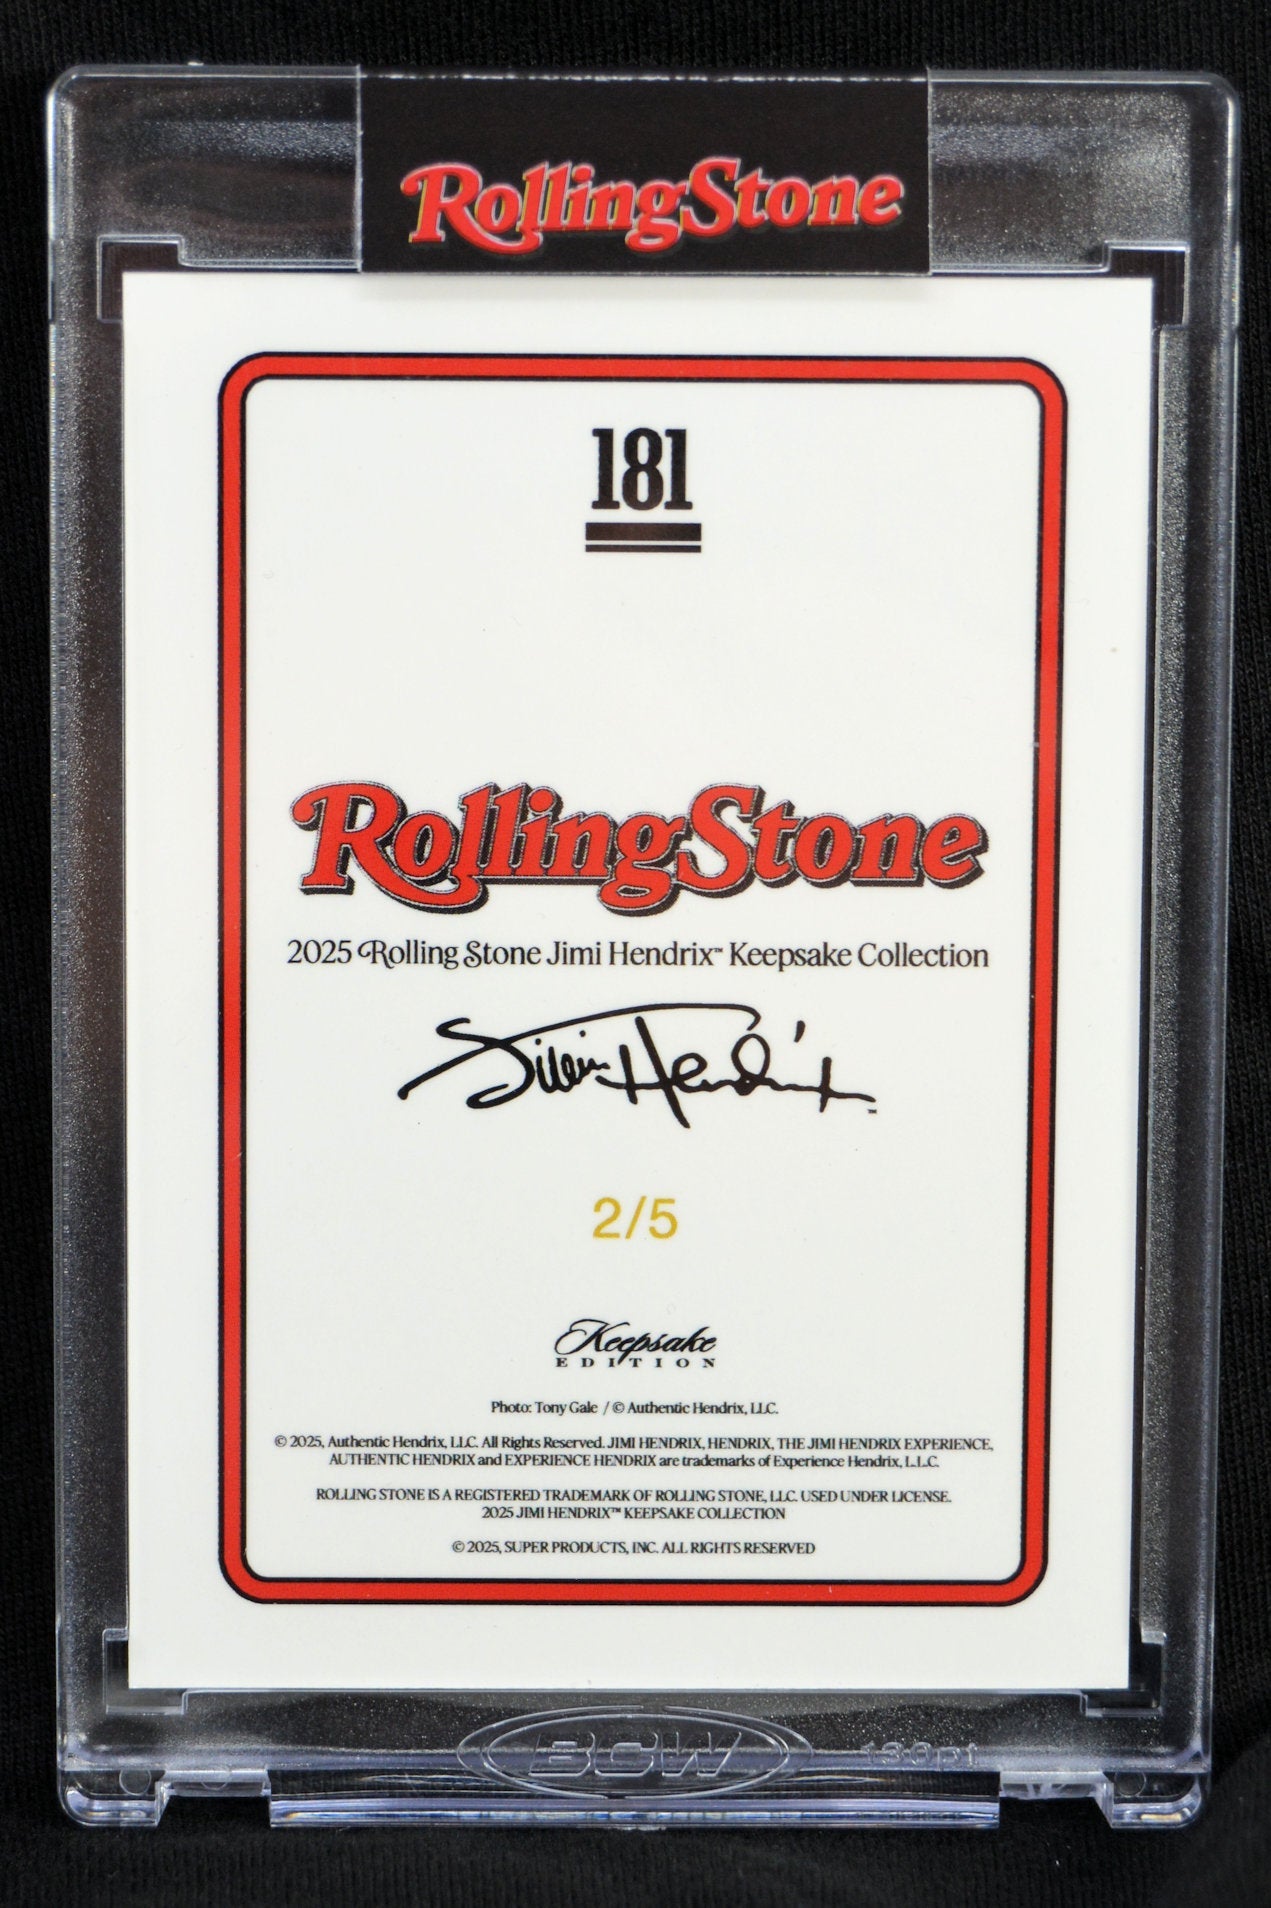 RollingStone
181
RollingStone
2025 Rolling Stone Jimi Hendrix™ Keepsake Collection
Jimi Hendrix™
2/5
Keepsake
EDITION
Photo: Tony Gale / © Authentic Hendrix, LLC.
© 2025, Authentic Hendrix, LLC. All Rights Reserved. JIMI HENDRIX, HENDRIX, THE JIMI HENDRIX EXPERIENCE,
AUTHENTIC HENDRIX and EXPERIENCE HENDRIX are trademarks of Experience Hendrix, L.L.C.
ROLLING STONE IS A REGISTERED TRADEMARK OF ROLLING STONE, LLC. USED UNDER LICENSE.
2025 JIMI HENDRIX™ KEEPSAKE COLLECTION
© 2025, SUPER PRODUCTS, INC. ALL RIGHTS RESERVED
BCW 130pt